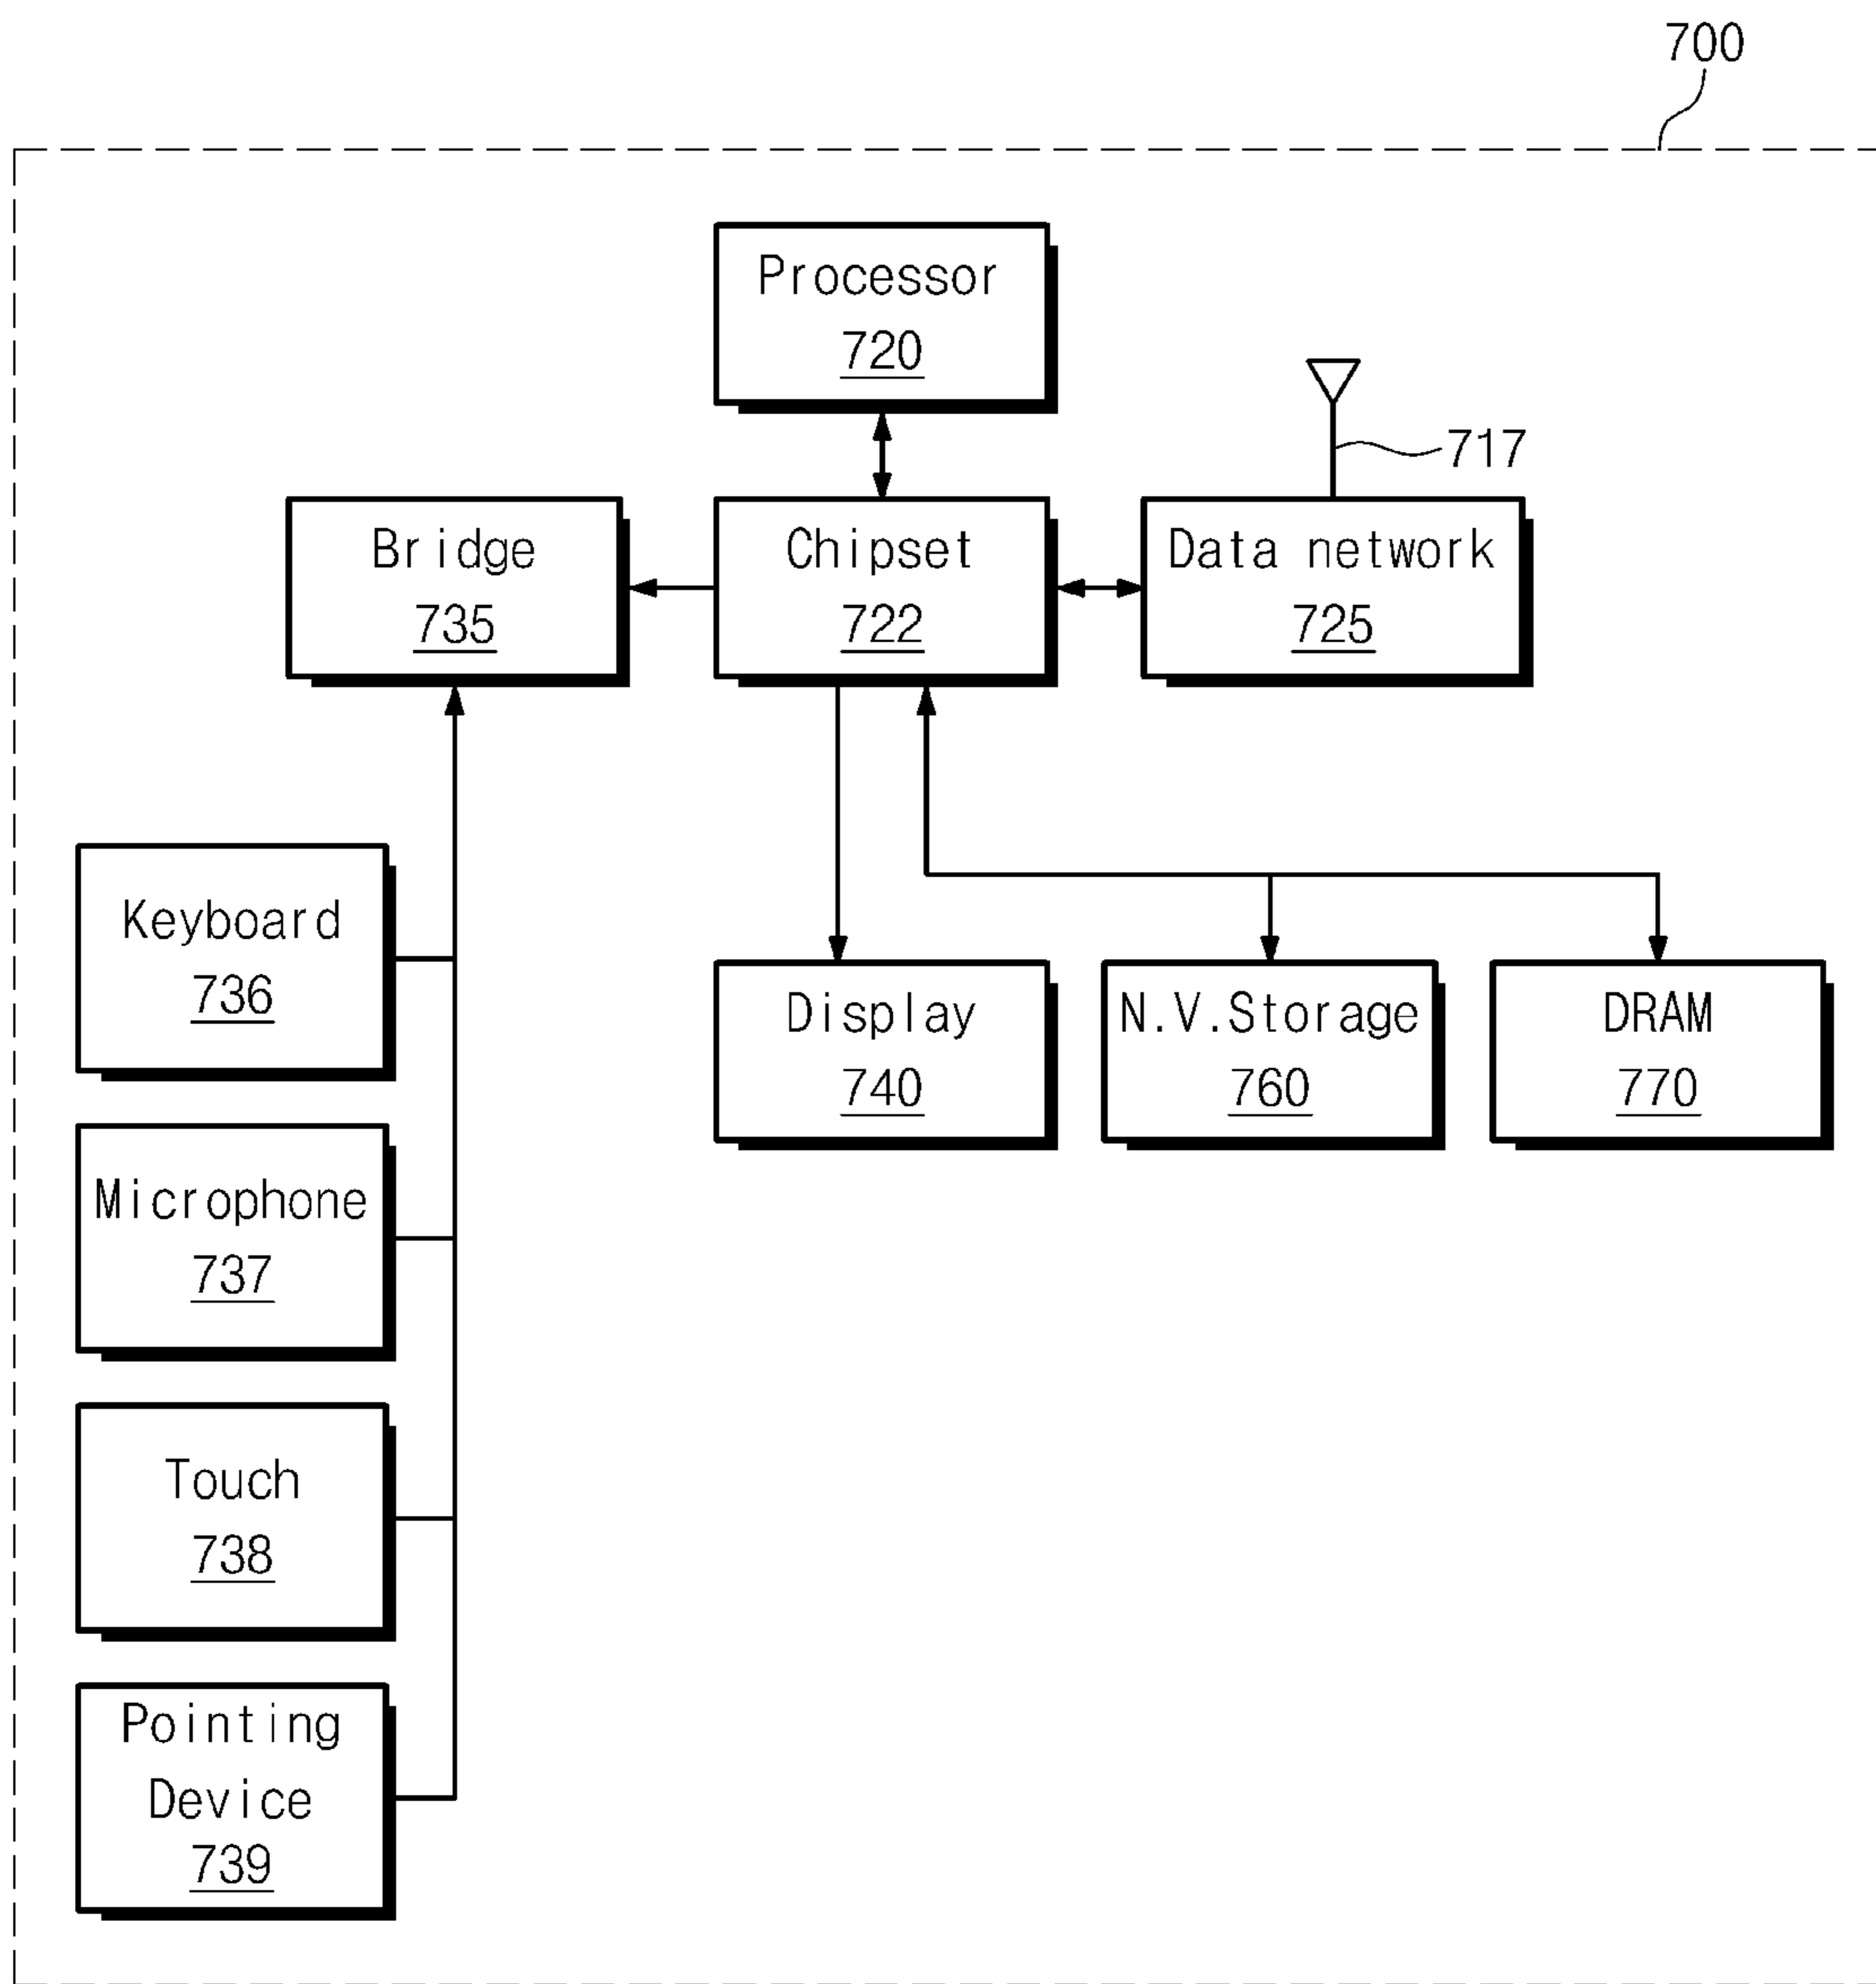 700
Processor
720
717
Bridge
735
Chipset
722
Data network
725
Keyboard
736
Display
740
N.V.Storage
760
DRAM
770
Microphone
737
Touch
738
Pointing
Device
739